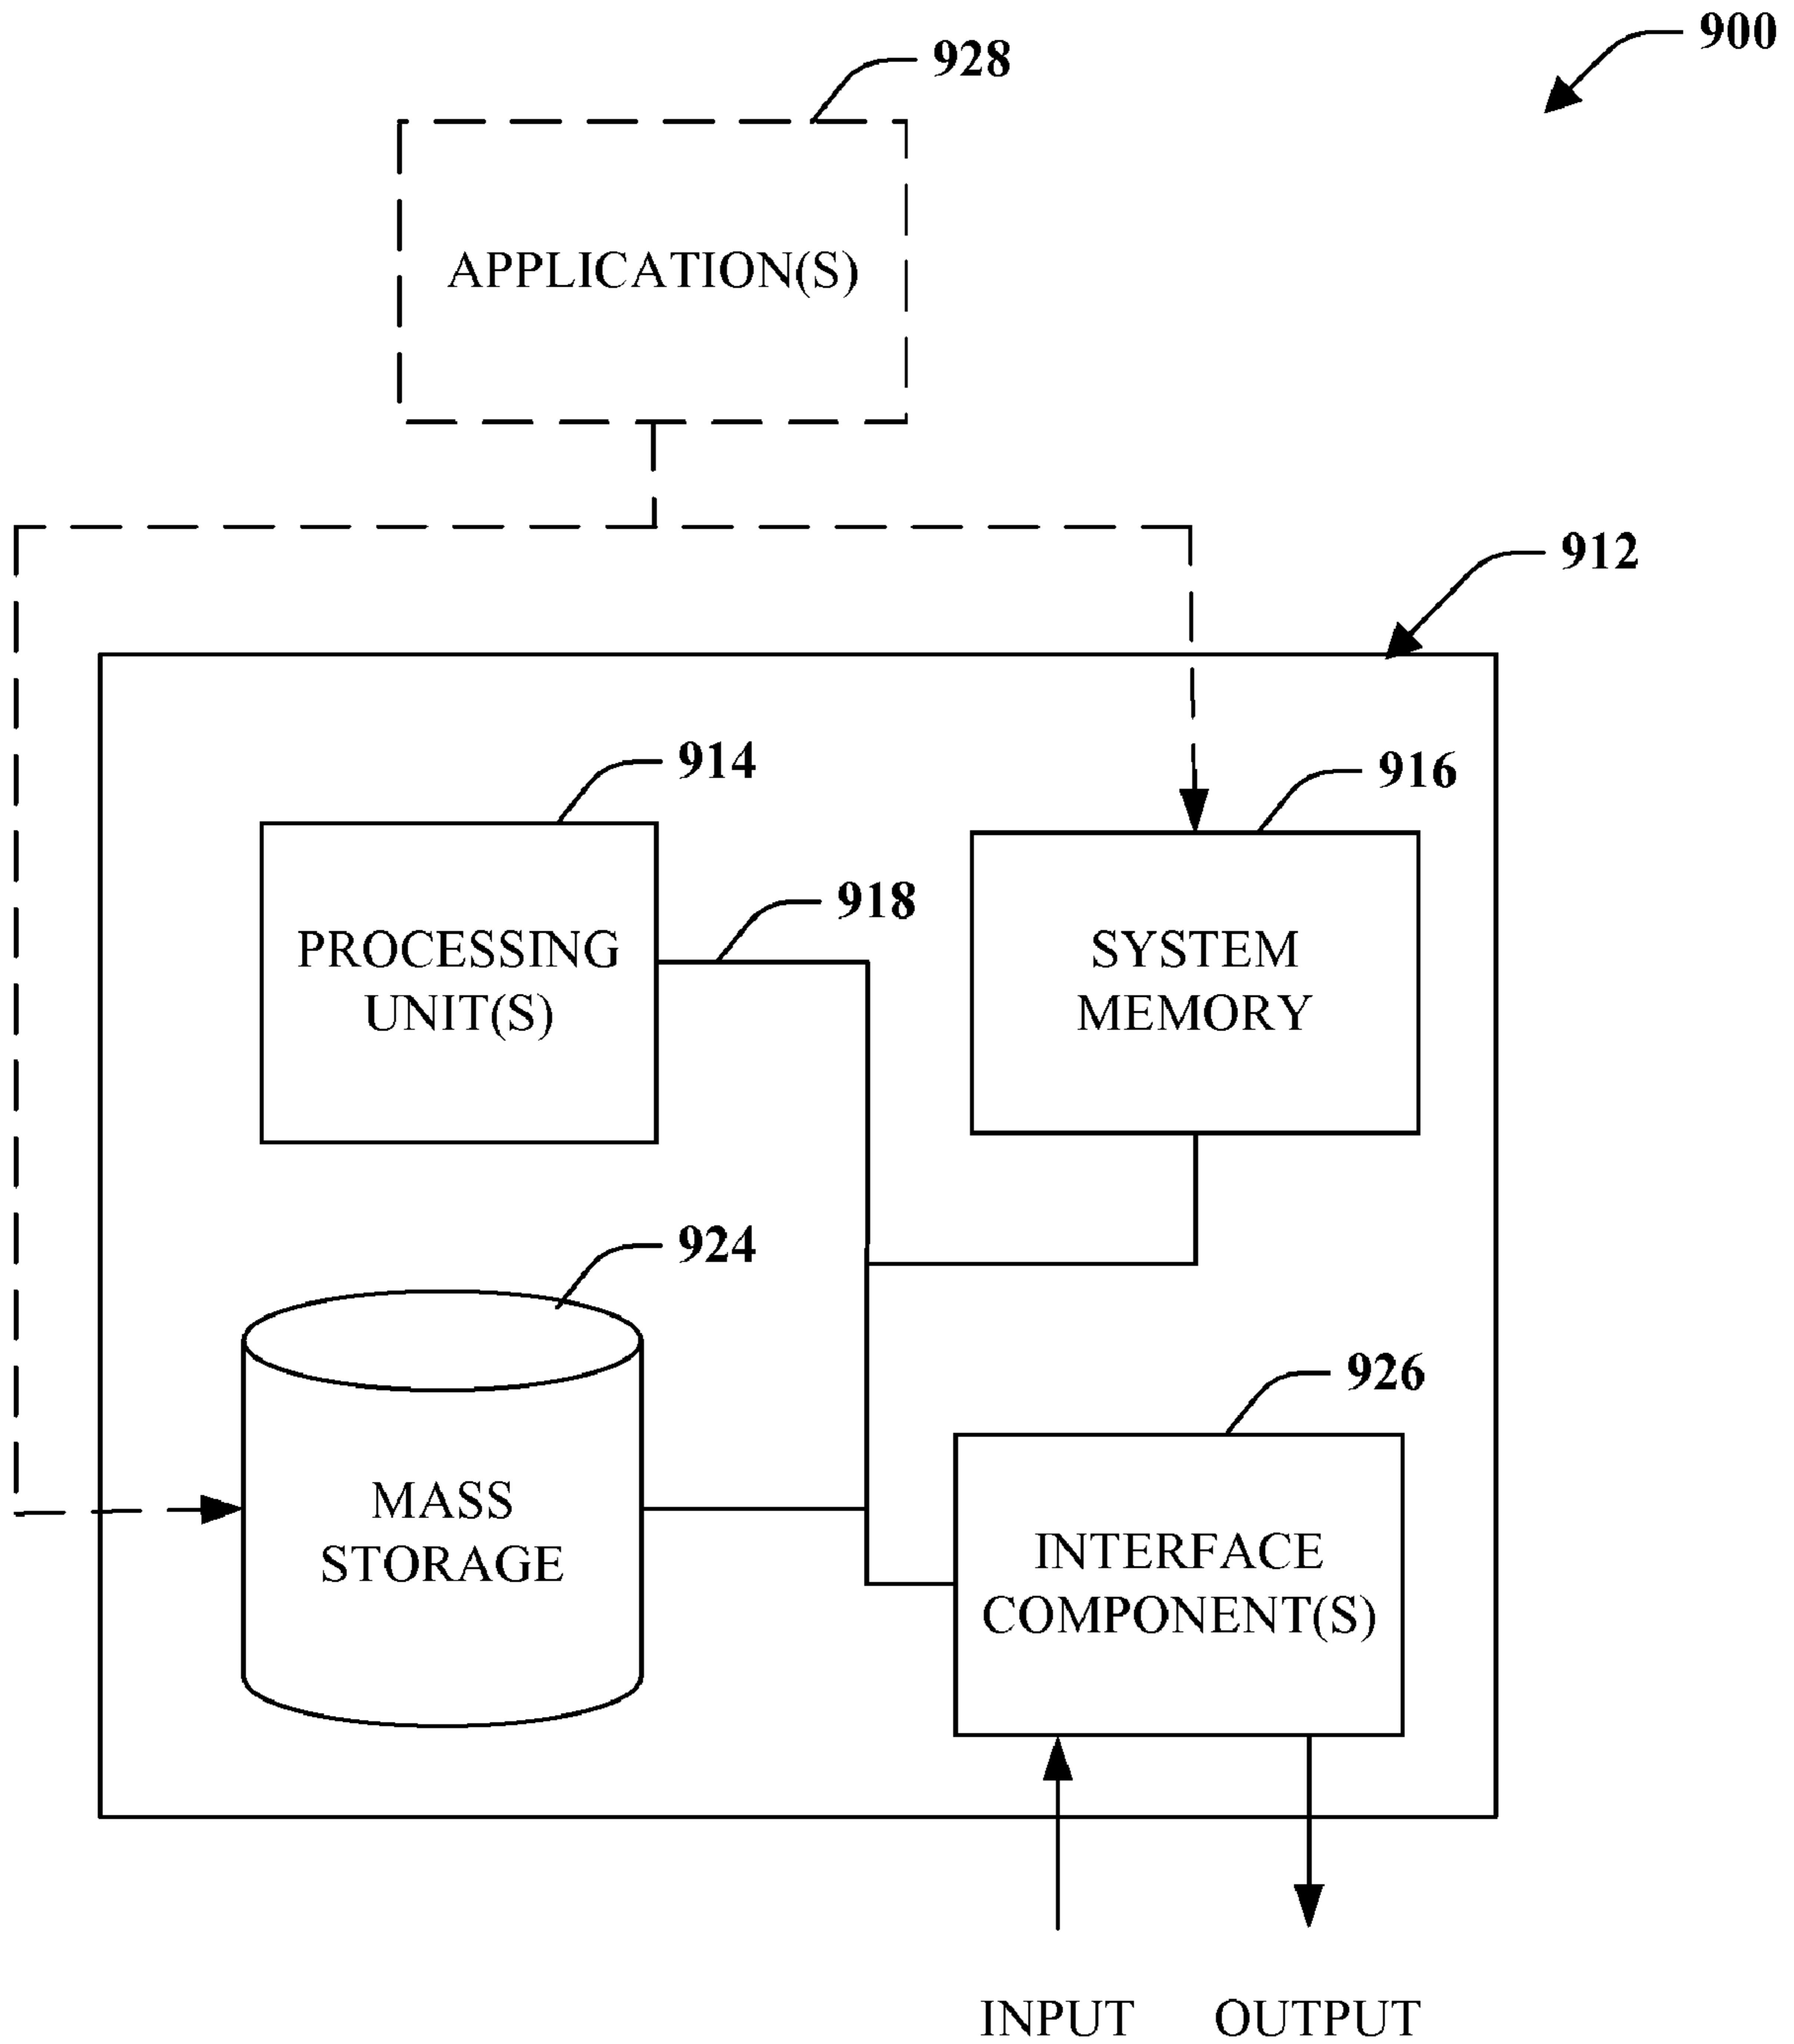 900
928
APPLICATION(S)
912
914
916
918
PROCESSING
UNIT(S)
SYSTEM
MEMORY
924
926
MASS
STORAGE
INTERFACE
COMPONENT(S)
INPUT
OUTPUT